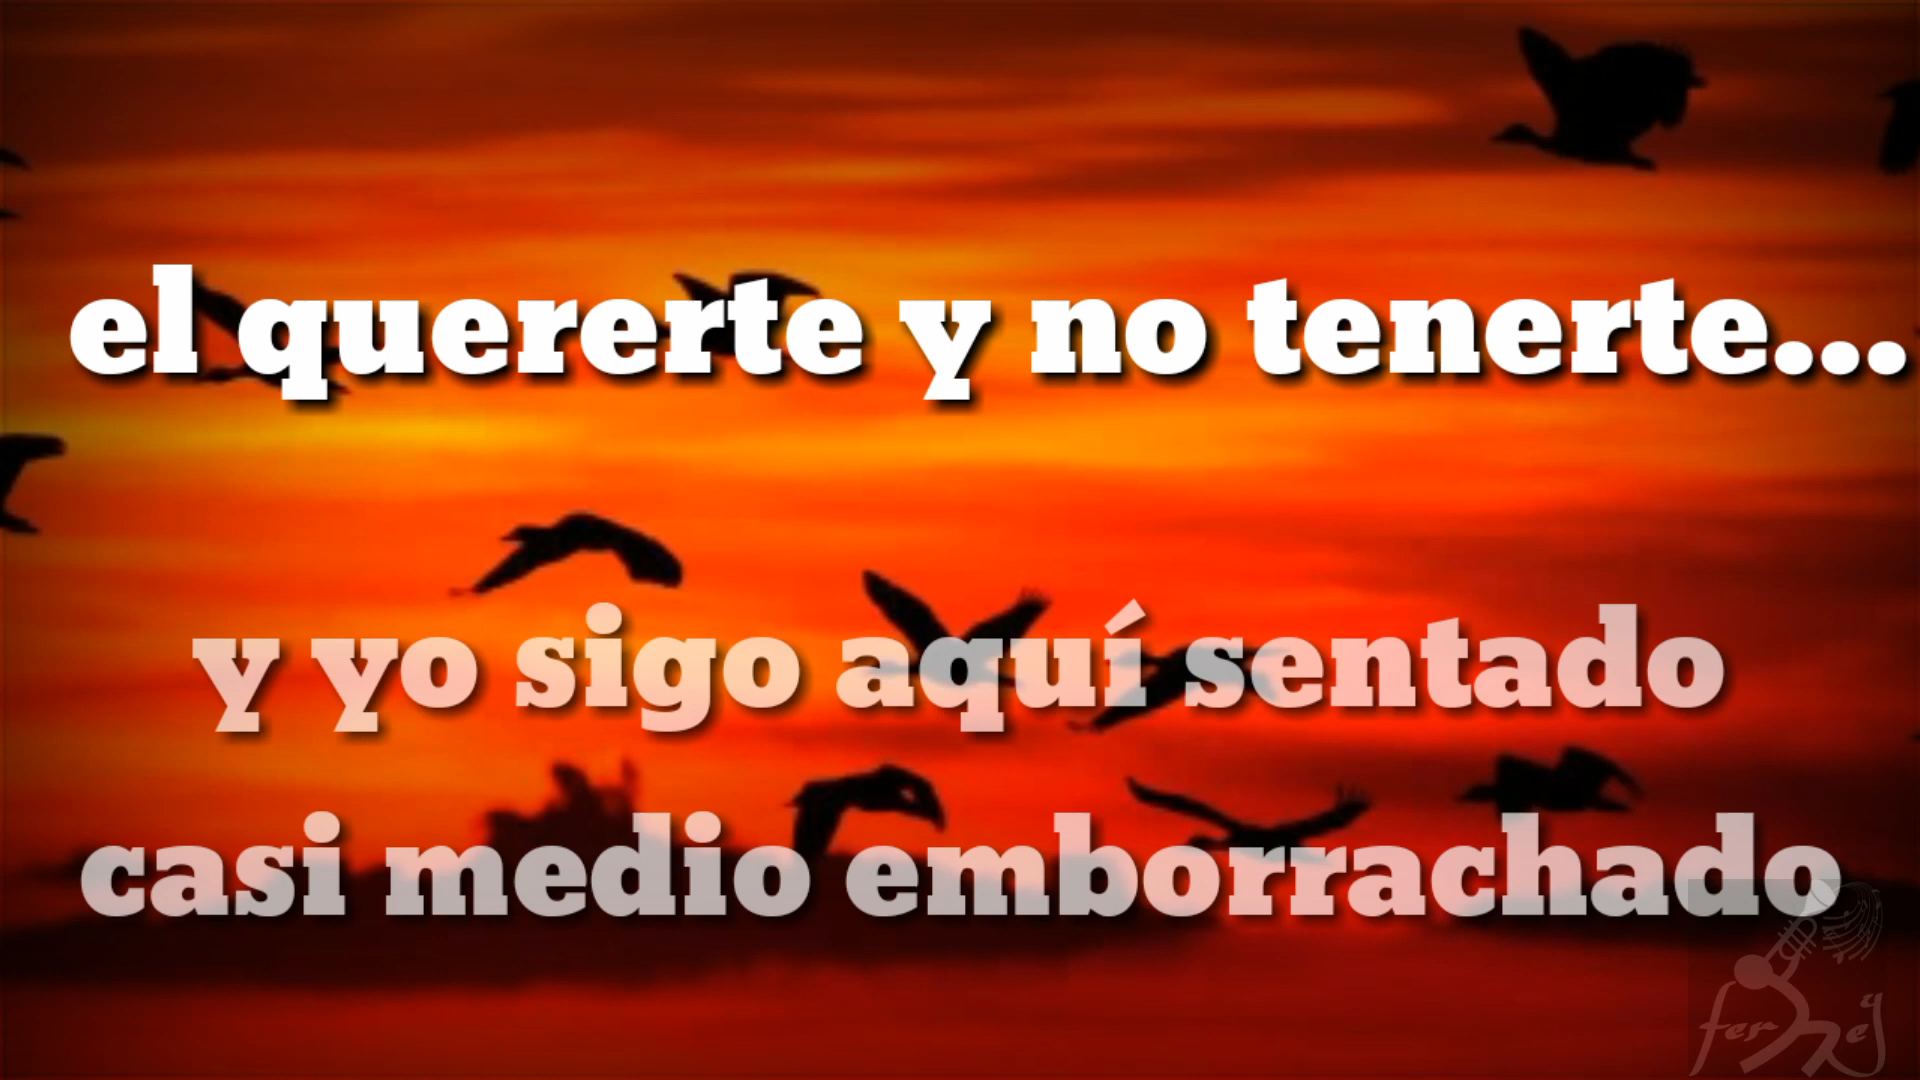 el quererte y no tenerte...
y yo sigo aquí sentado
casi medio emborrachado